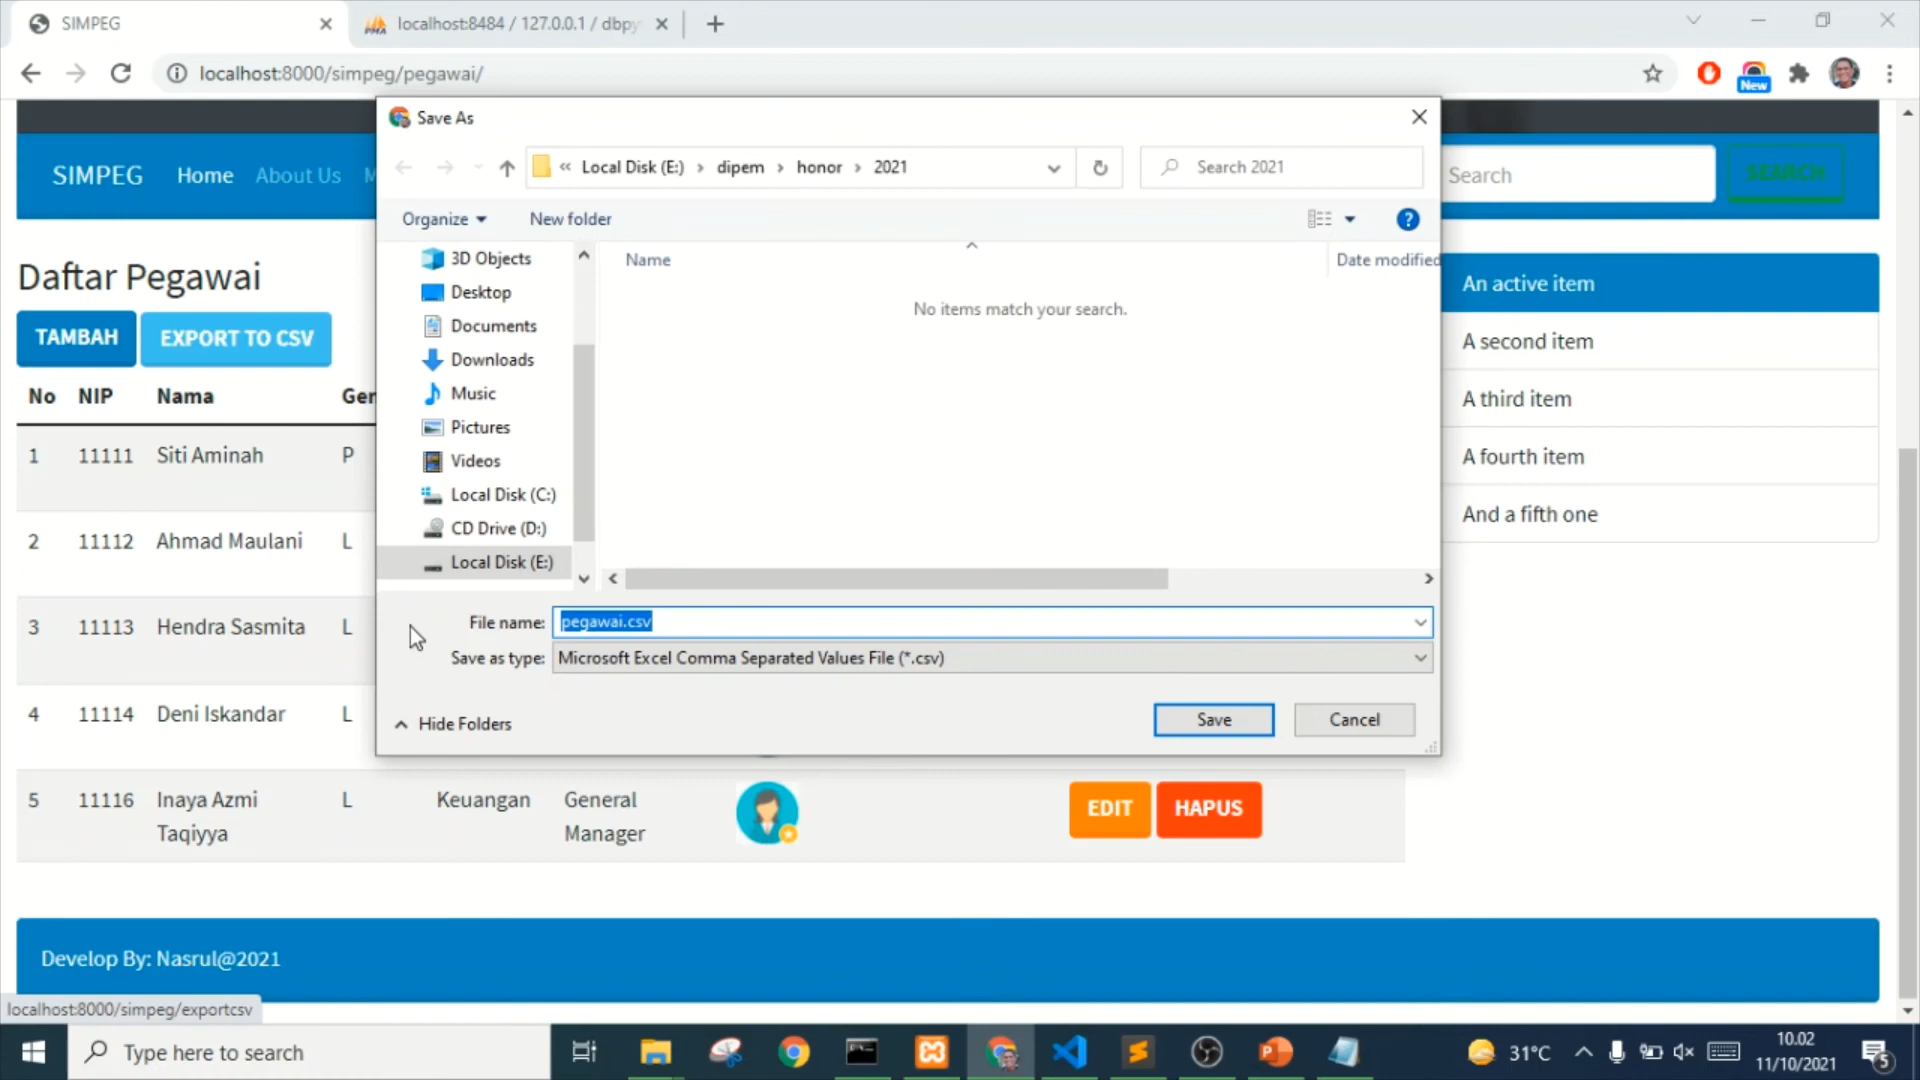 SIMPEG
localhost:8484 / 127.0.0.1 / dbpy
localhost:8000/simpeg/pegawai/
New
Save As
« Local Disk (E:) › dipem › honor › 2021
Search 2021
Organize
New folder
?
3D Objects
Desktop
Documents
Downloads
Music
Pictures
Videos
Local Disk (C:)
CD Drive (D:)
Local Disk (E:)
Name
Date modified
No items match your search.
File name: pegawai.csv
Save as type: Microsoft Excel Comma Separated Values File (*.csv)
Hide Folders
Save
Cancel
SIMPEG Home About Us M
Search
SEARCH
Daftar Pegawai
TAMBAH
EXPORT TO CSV
No NIP Nama Gen
1 11111 Siti Aminah P
2 11112 Ahmad Maulani L
3 11113 Hendra Sasmita L
4 11114 Deni Iskandar L
5 11116 Inaya Azmi L Keuangan General
Taqiyya Manager
EDIT
HAPUS
An active item
A second item
A third item
A fourth item
And a fifth one
Develop By: Nasrul@2021
localhost:8000/simpeg/exportcsv
Type here to search
31°C
10.02
11/10/2021
5